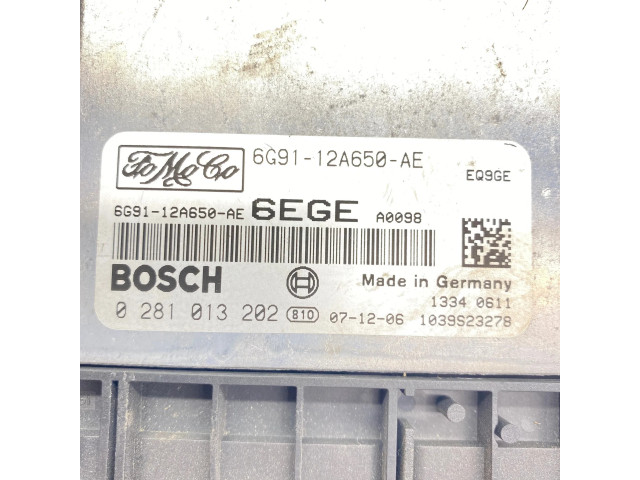 FoMoCo 6G91-12A650-AE
EQ9GE
6G91-12A650-AE 6EGE A0098
BOSCH Made in Germany
1334 0611
0 281 013 202 810 07-12-06 1039S23278